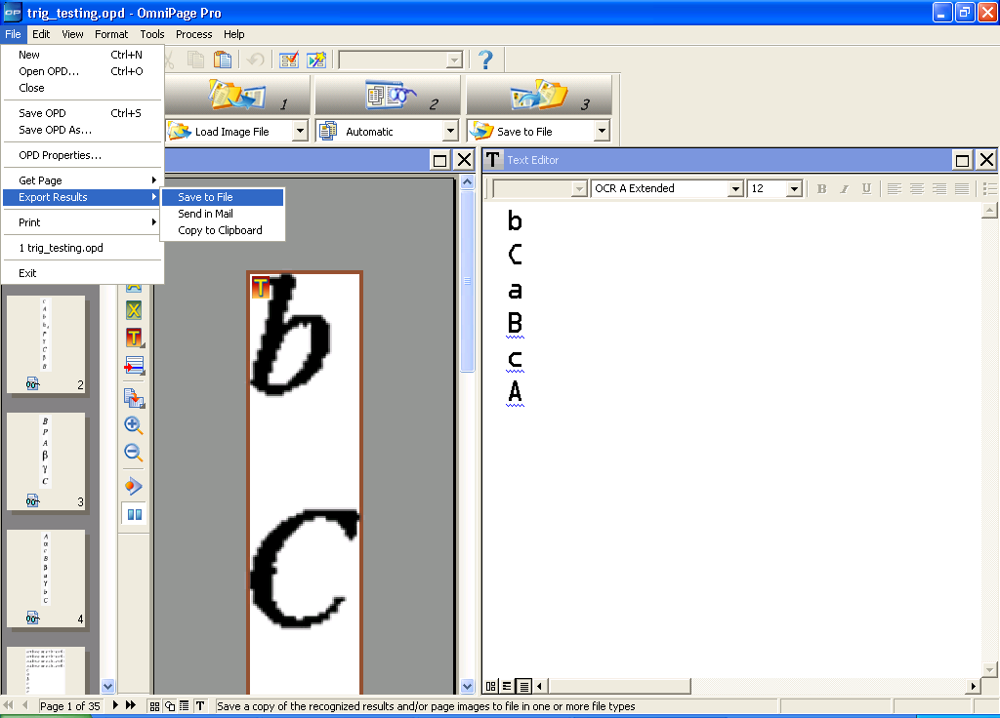 OP trig_testing.opd - OmniPage Pro
File Edit View Format Tools Process Help
New Ctrl+N
Open OPD... Ctrl+O
Close
Save OPD Ctrl+S
Save OPD As...
OPD Properties...
Get Page
Export Results
Print
1 trig_testing.opd
Exit
Save to File
Send in Mail
Copy to Clipboard
1
2
3
Load Image File
Automatic
Save to File
T Text Editor
OCR A Extended 12 B I U
T
b
C
b
C
a
B
c
A
2
B
P
A
β
γ
C
3
4
Page 1 of 35 T Save a copy of the recognized results and/or page images to file in one or more file types